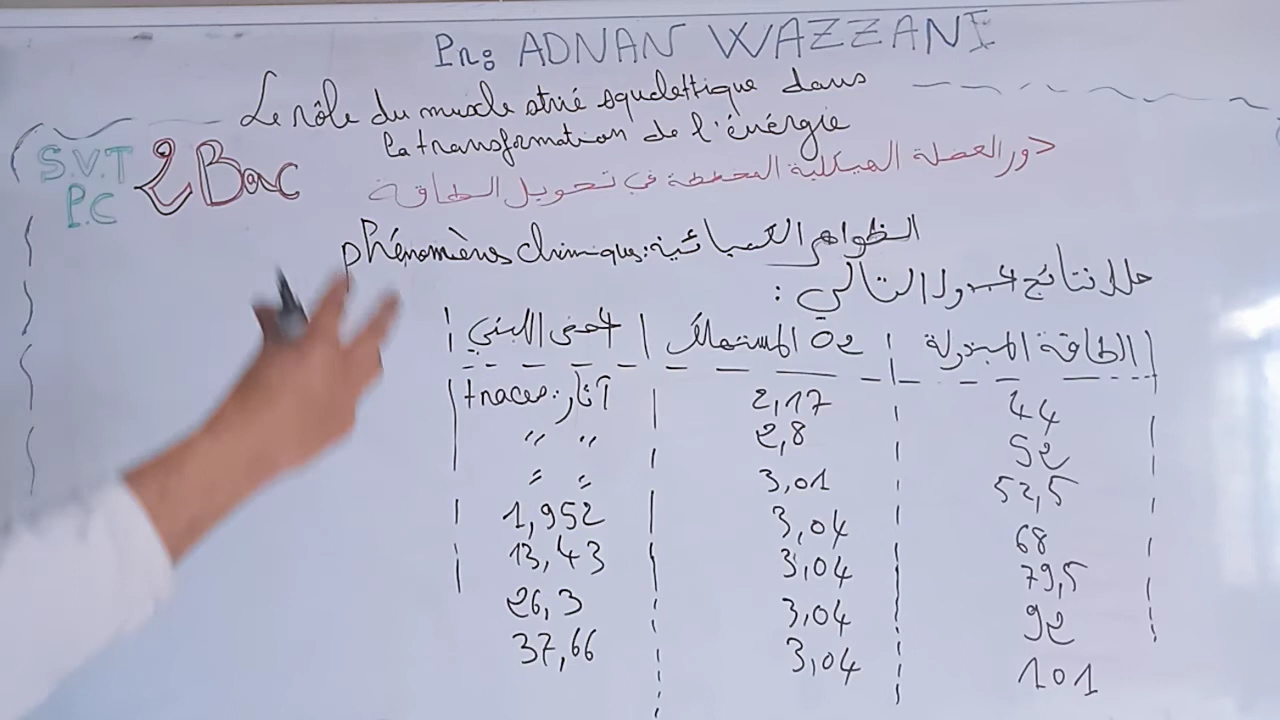 Pr: ADNAN WAZZANI
Le rôle du muscle strié squelettique dans
la transformation de l'énérgie
S.V.T
P.C
2 Bac
دور العضلة الهيكلية المخططة في تحويل الطاقة
phénomènes chimiques: الظواهر الكيميائية
حلل نتائج الجدول التالي :
الطاقة المبذولة | O2 المستهلك | الحمض اللبني
44 | 2,17 | آثار: traces
52 | 2,8 | " "
52,5 | 3,01 | " "
68 | 3,04 | 1,952
79,5 | 3,04 | 13,43
92 | 3,04 | 26,3
101 | 3,04 | 37,66